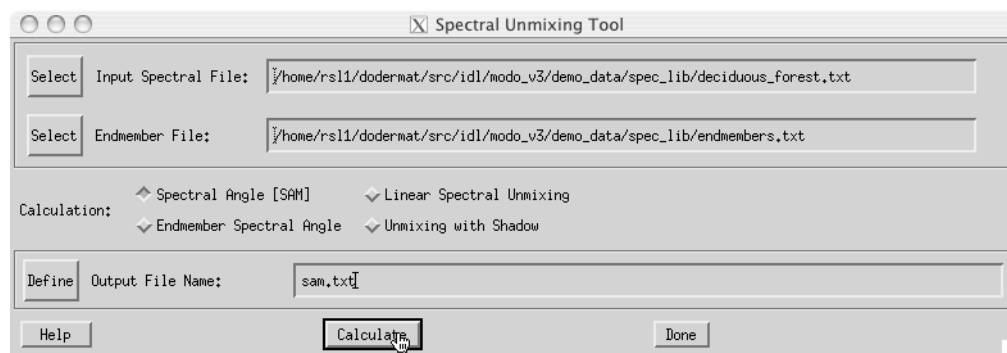 X Spectral Unmixing Tool
Select Input Spectral File: /home/rsl1/dodermat/src/idl/modo_v3/demo_data/spec_lib/deciduous_forest.txt
Select Endmember File: /home/rsl1/dodermat/src/idl/modo_v3/demo_data/spec_lib/endmembers.txt
Calculation: Spectral Angle [SAM] Linear Spectral Unmixing
Endmember Spectral Angle Unmixing with Shadow
Define Output File Name: sam.txt
Help Calculate Done